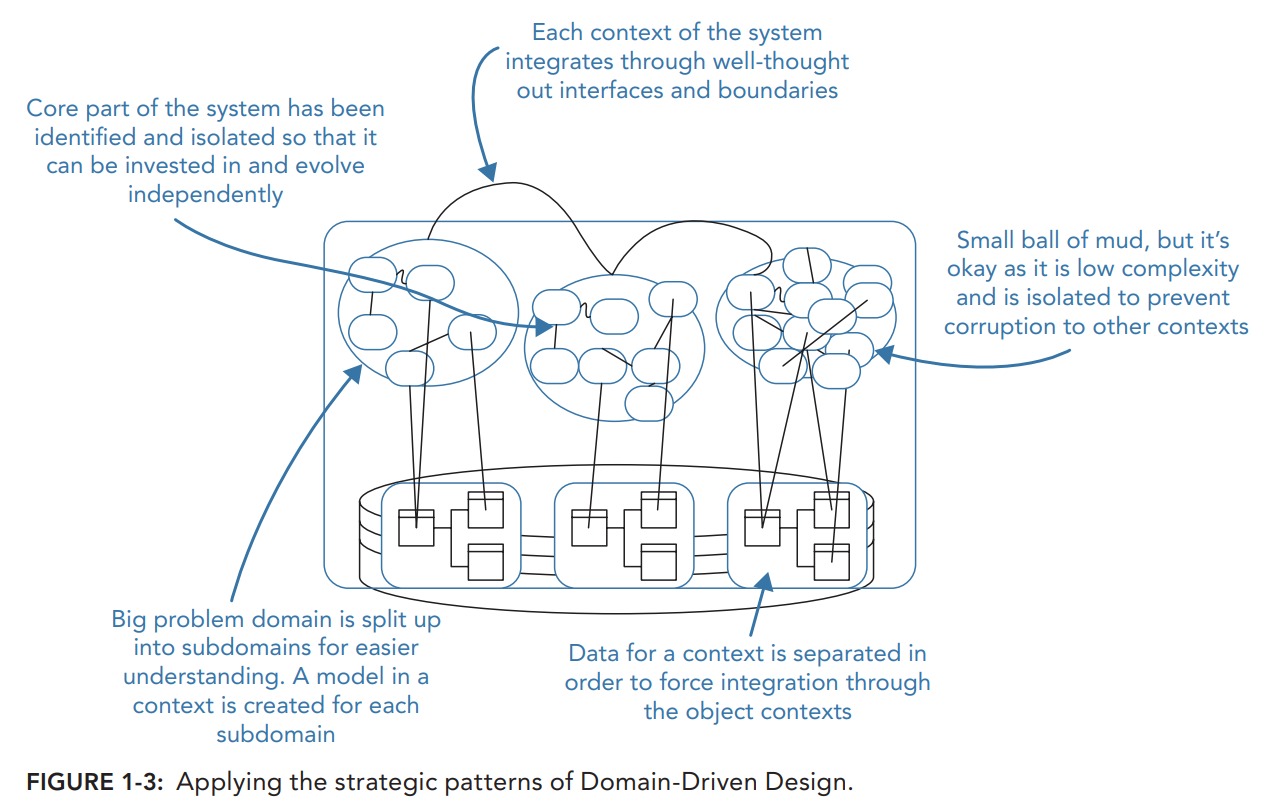 Each context of the system
integrates through well-thought
out interfaces and boundaries
Core part of the system has been
identified and isolated so that it
can be invested in and evolve
independently
Small ball of mud, but it’s
okay as it is low complexity
and is isolated to prevent
corruption to other contexts
Big problem domain is split up
into subdomains for easier
understanding. A model in a
context is created for each
subdomain
Data for a context is separated in
order to force integration through
the object contexts
FIGURE 1-3: Applying the strategic patterns of Domain-Driven Design.